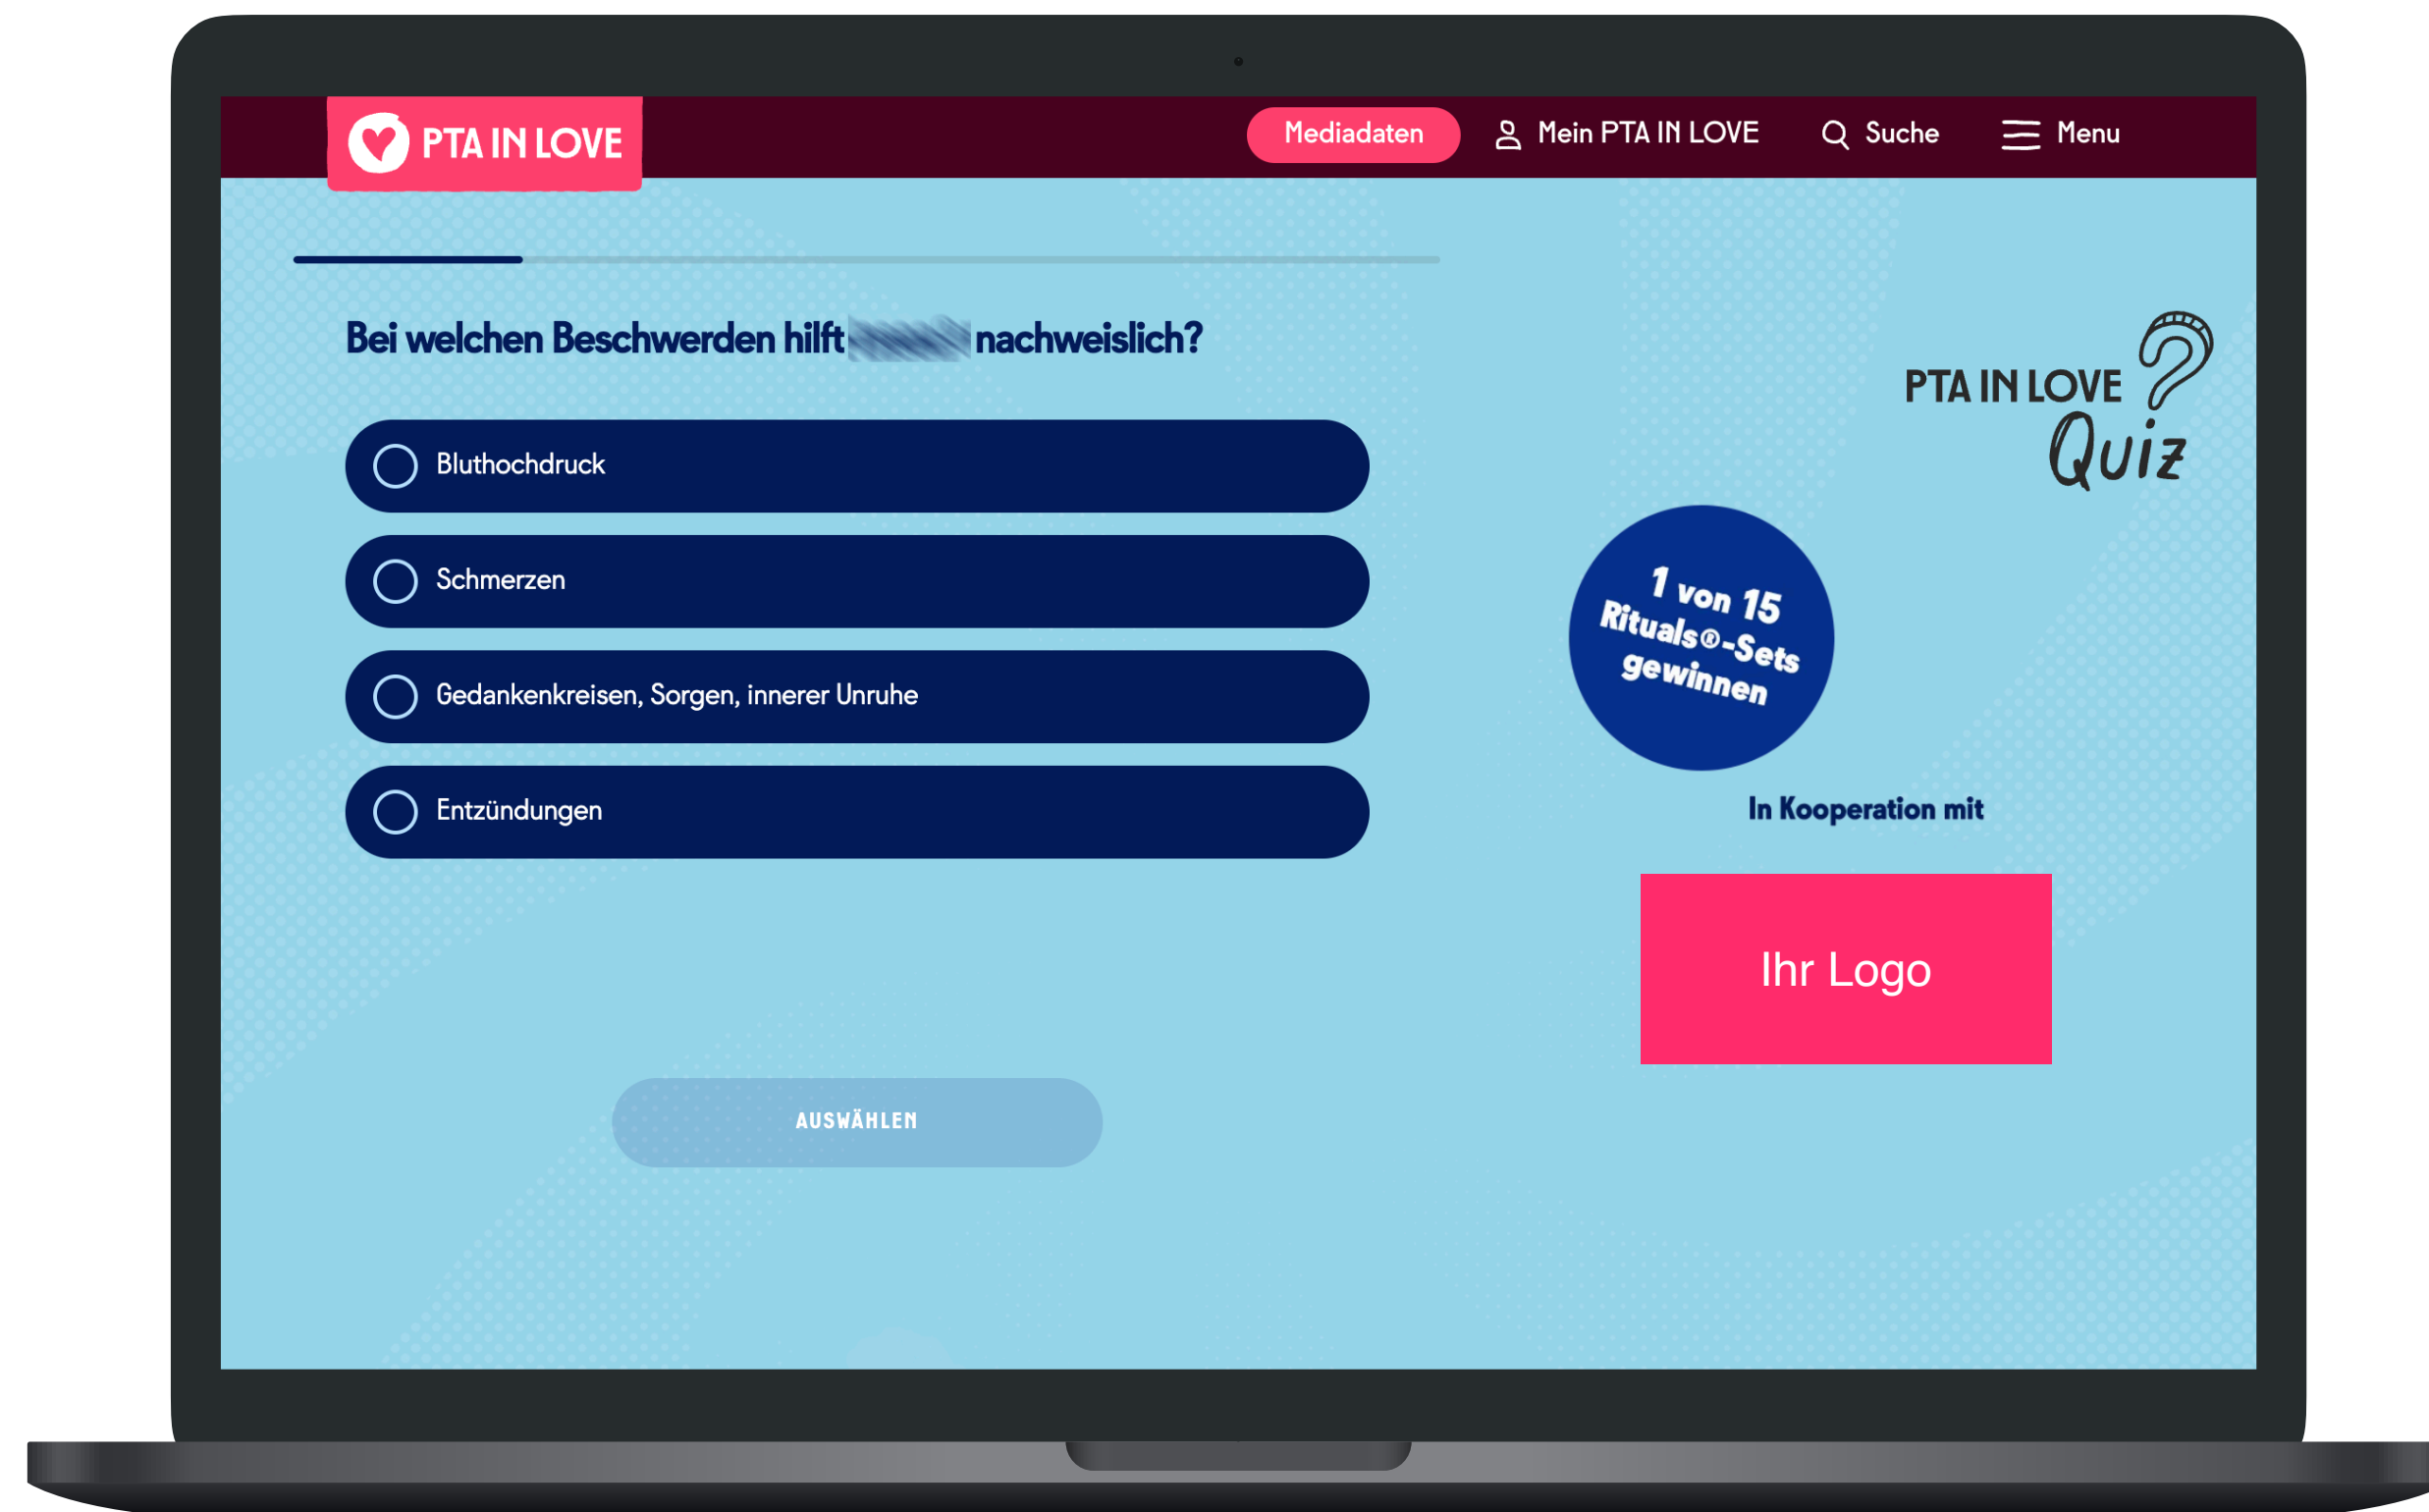 PTA IN LOVE
Mediadaten
Mein PTA IN LOVE
Suche
Menu
Bei welchen Beschwerden hilft nachweislich?
Bluthochdruck
Schmerzen
Gedankenkreisen, Sorgen, innerer Unruhe
Entzündungen
AUSWÄHLEN
PTA IN LOVE
Quiz
1 von 15
Rituals®-Sets
gewinnen
In Kooperation mit
Ihr Logo